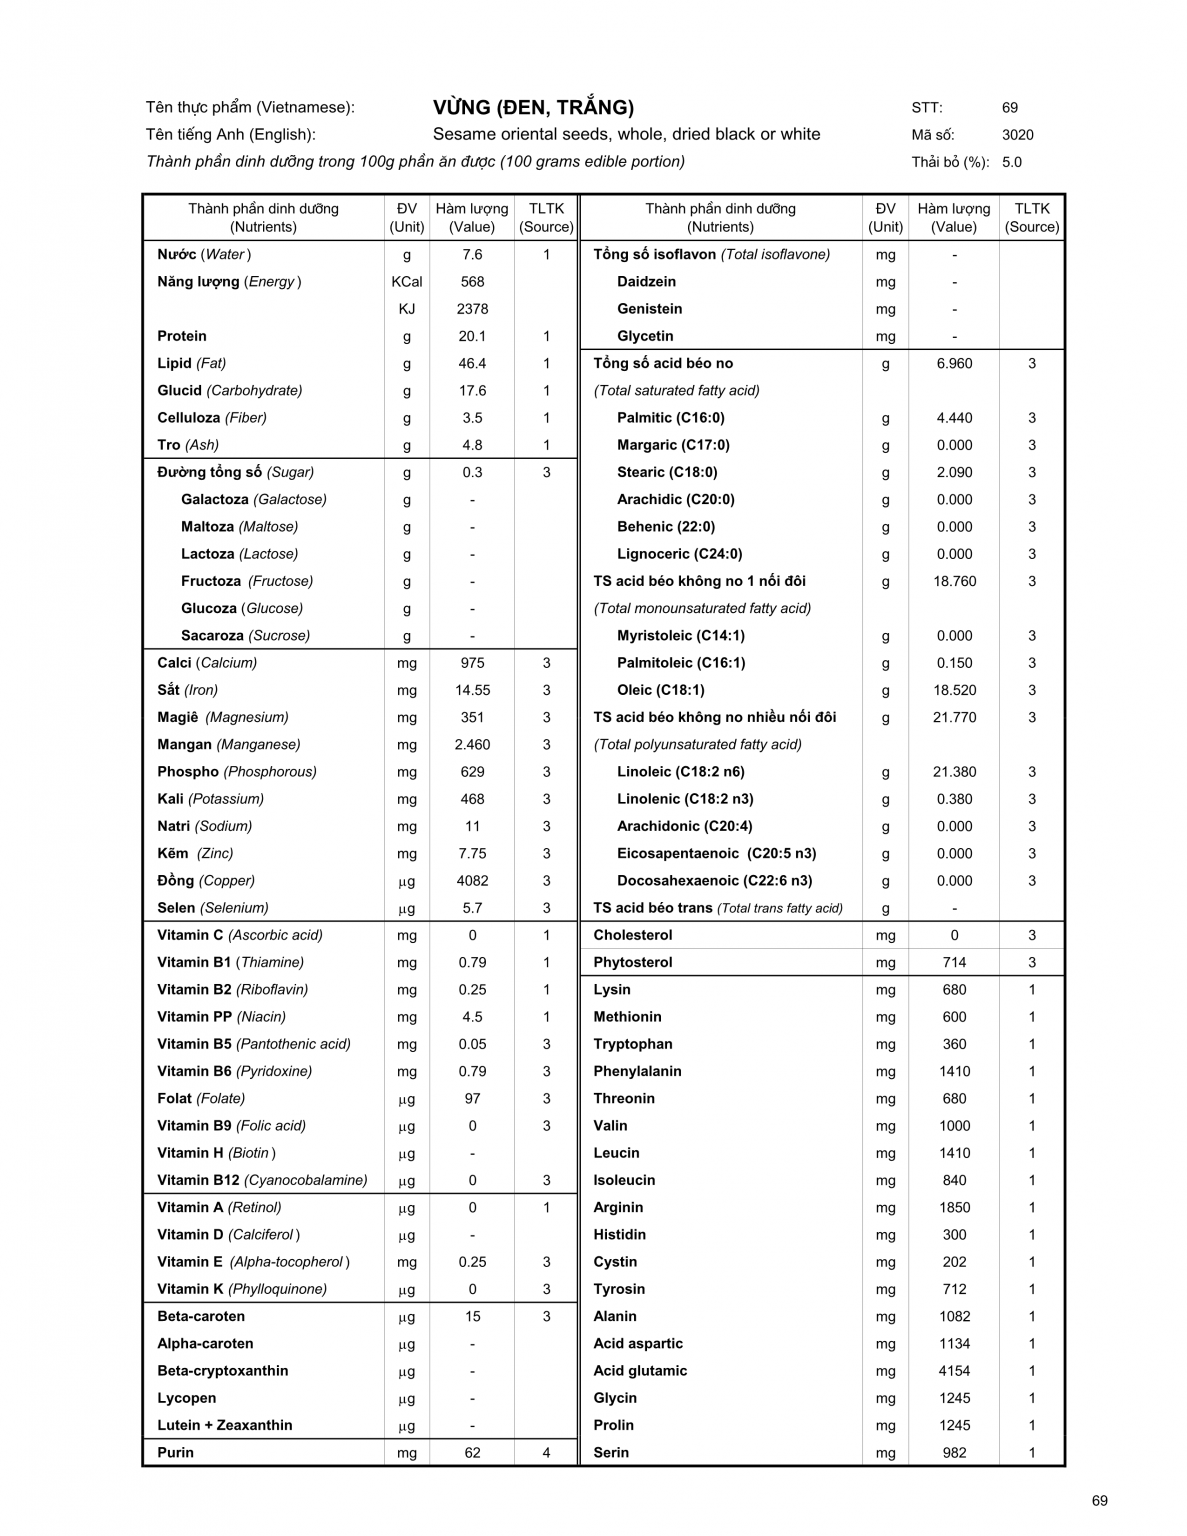 Tên thực phẩm (Vietnamese): VỪNG (ĐEN, TRẮNG) STT: 69
Tên tiếng Anh (English): Sesame oriental seeds, whole, dried black or white Mã số: 3020
Thành phần dinh dưỡng trong 100g phần ăn được (100 grams edible portion) Thải bỏ (%): 5.0
Thành phần dinh dưỡng ĐV Hàm lượng TLTK Thành phần dinh dưỡng ĐV Hàm lượng TLTK
(Nutrients) (Unit) (Value) (Source) (Nutrients) (Unit) (Value) (Source)
Nước (Water) g 7.6 1 Tổng số isoflavon (Total isoflavone) mg -
Năng lượng (Energy) KCal 568 Daidzein mg -
KJ 2378 Genistein mg -
Protein g 20.1 1 Glycetin mg -
Lipid (Fat) g 46.4 1 Tổng số acid béo no g 6.960 3
Glucid (Carbohydrate) g 17.6 1 (Total saturated fatty acid)
Celluloza (Fiber) g 3.5 1 Palmitic (C16:0) g 4.440 3
Tro (Ash) g 4.8 1 Margaric (C17:0) g 0.000 3
Đường tổng số (Sugar) g 0.3 3 Stearic (C18:0) g 2.090 3
Galactoza (Galactose) g - Arachidic (C20:0) g 0.000 3
Maltoza (Maltose) g - Behenic (22:0) g 0.000 3
Lactoza (Lactose) g - Lignoceric (C24:0) g 0.000 3
Fructoza (Fructose) g - TS acid béo không no 1 nối đôi g 18.760 3
Glucoza (Glucose) g - (Total monounsaturated fatty acid)
Sacaroza (Sucrose) g - Myristoleic (C14:1) g 0.000 3
Calci (Calcium) mg 975 3 Palmitoleic (C16:1) g 0.150 3
Sắt (Iron) mg 14.55 3 Oleic (C18:1) g 18.520 3
Magiê (Magnesium) mg 351 3 TS acid béo không no nhiều nối đôi g 21.770 3
Mangan (Manganese) mg 2.460 3 (Total polyunsaturated fatty acid)
Phospho (Phosphorous) mg 629 3 Linoleic (C18:2 n6) g 21.380 3
Kali (Potassium) mg 468 3 Linolenic (C18:2 n3) g 0.380 3
Natri (Sodium) mg 11 3 Arachidonic (C20:4) g 0.000 3
Kẽm (Zinc) mg 7.75 3 Eicosapentaenoic (C20:5 n3) g 0.000 3
Đồng (Copper) μg 4082 3 Docosahexaenoic (C22:6 n3) g 0.000 3
Selen (Selenium) μg 5.7 3 TS acid béo trans (Total trans fatty acid) g -
Vitamin C (Ascorbic acid) mg 0 1 Cholesterol mg 0 3
Vitamin B1 (Thiamine) mg 0.79 1 Phytosterol mg 714 3
Vitamin B2 (Riboflavin) mg 0.25 1 Lysin mg 680 1
Vitamin PP (Niacin) mg 4.5 1 Methionin mg 600 1
Vitamin B5 (Pantothenic acid) mg 0.05 3 Tryptophan mg 360 1
Vitamin B6 (Pyridoxine) mg 0.79 3 Phenylalanin mg 1410 1
Folat (Folate) μg 97 3 Threonin mg 680 1
Vitamin B9 (Folic acid) μg 0 3 Valin mg 1000 1
Vitamin H (Biotin) μg - Leucin mg 1410 1
Vitamin B12 (Cyanocobalamine) μg 0 3 Isoleucin mg 840 1
Vitamin A (Retinol) μg 0 1 Arginin mg 1850 1
Vitamin D (Calciferol) μg - Histidin mg 300 1
Vitamin E (Alpha-tocopherol) mg 0.25 3 Cystin mg 202 1
Vitamin K (Phylloquinone) μg 0 3 Tyrosin mg 712 1
Beta-caroten μg 15 3 Alanin mg 1082 1
Alpha-caroten μg - Acid aspartic mg 1134 1
Beta-cryptoxanthin μg - Acid glutamic mg 4154 1
Lycopen μg - Glycin mg 1245 1
Lutein + Zeaxanthin μg - Prolin mg 1245 1
Purin mg 62 4 Serin mg 982 1
69